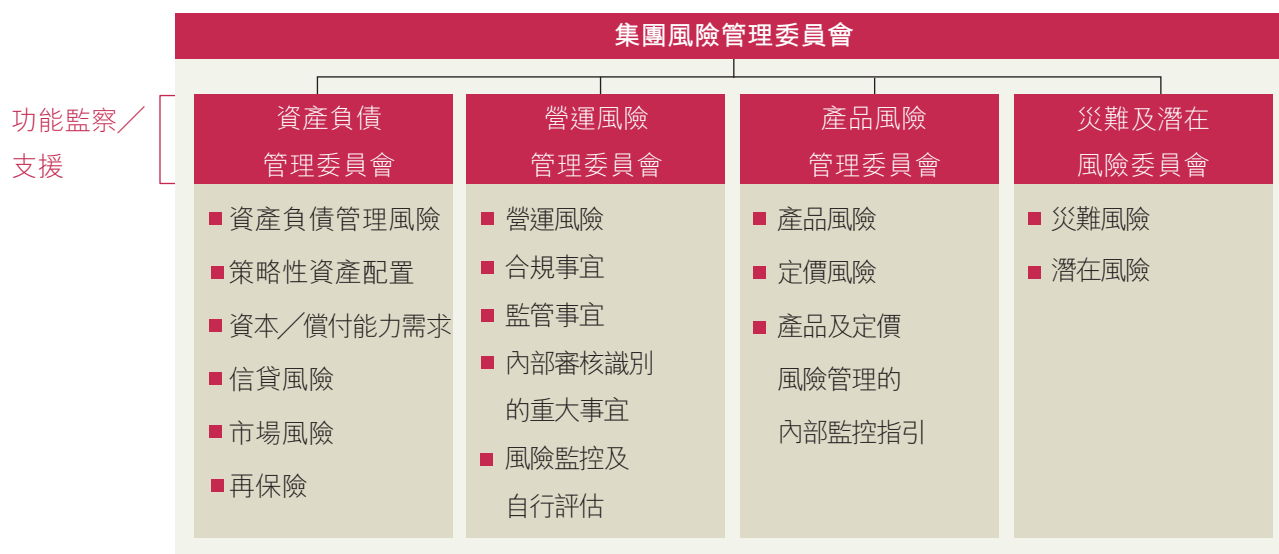 集團風險管理委員會
功能監察╱
支援
資產負債
管理委員會
資產負債管理風險
策略性資產配置
資本╱償付能力需求
信貸風險
市場風險
再保險
營運風險
管理委員會
營運風險
合規事宜
監管事宜
內部審核識別
的重大事宜
風險監控及
自行評估
產品風險
管理委員會
產品風險
定價風險
產品及定價
風險管理的
內部監控指引
災難及潛在
風險委員會
災難風險
潛在風險